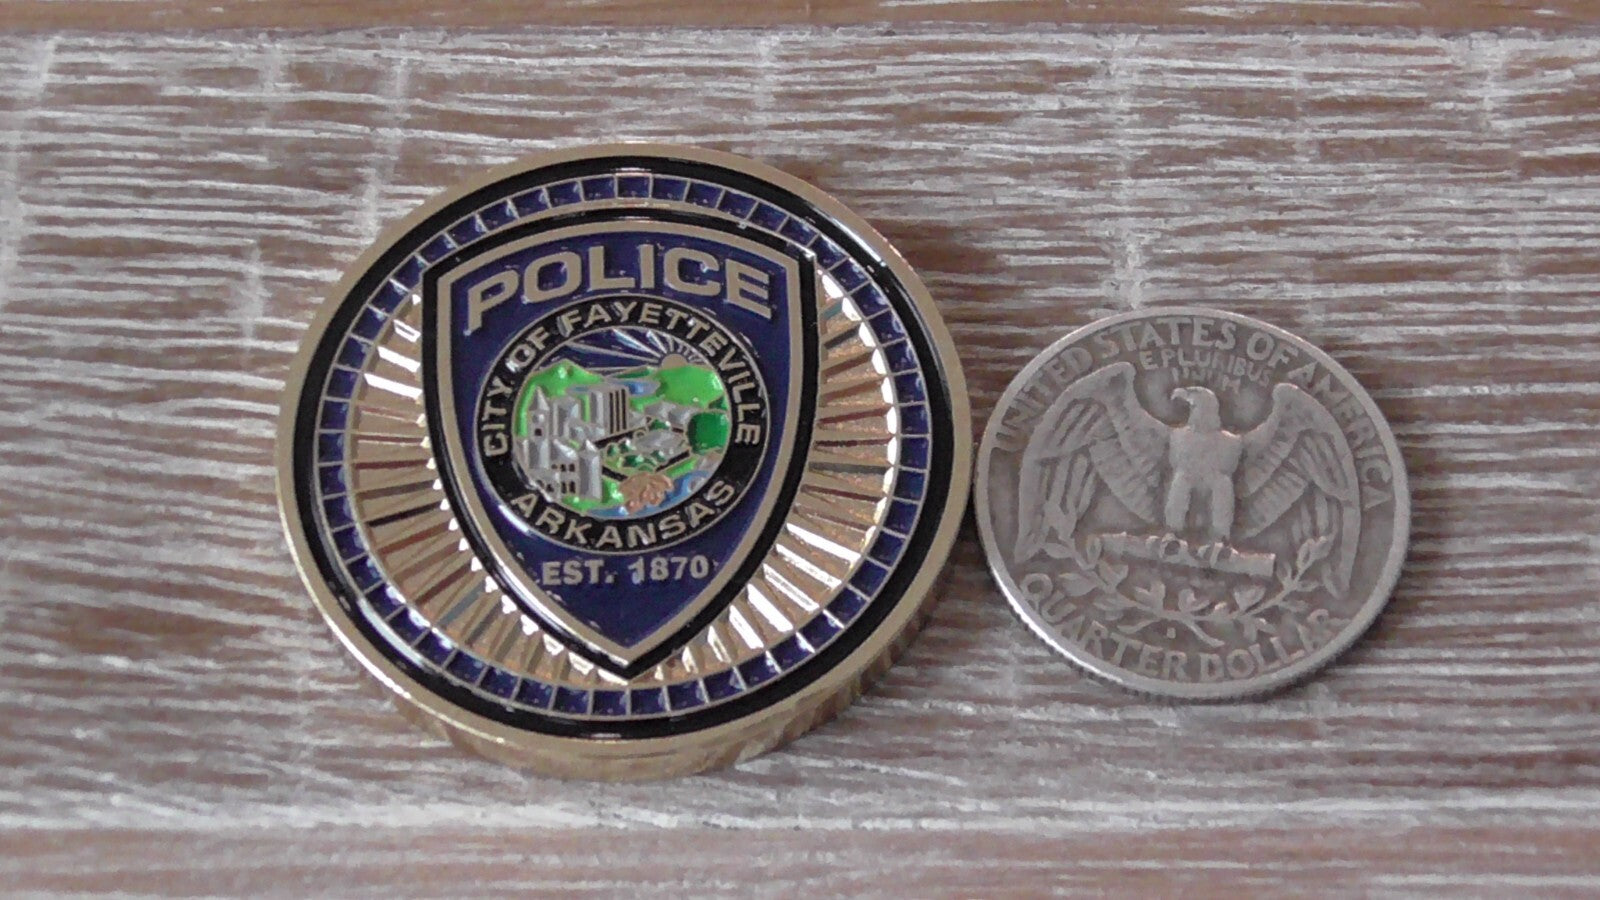 POLICE
CITY OF FAYETTEVILLE
ARKANSAS
EST. 1870
UNITED STATES OF AMERICA
E PLURIBUS
UNUM
QUARTER DOLLAR